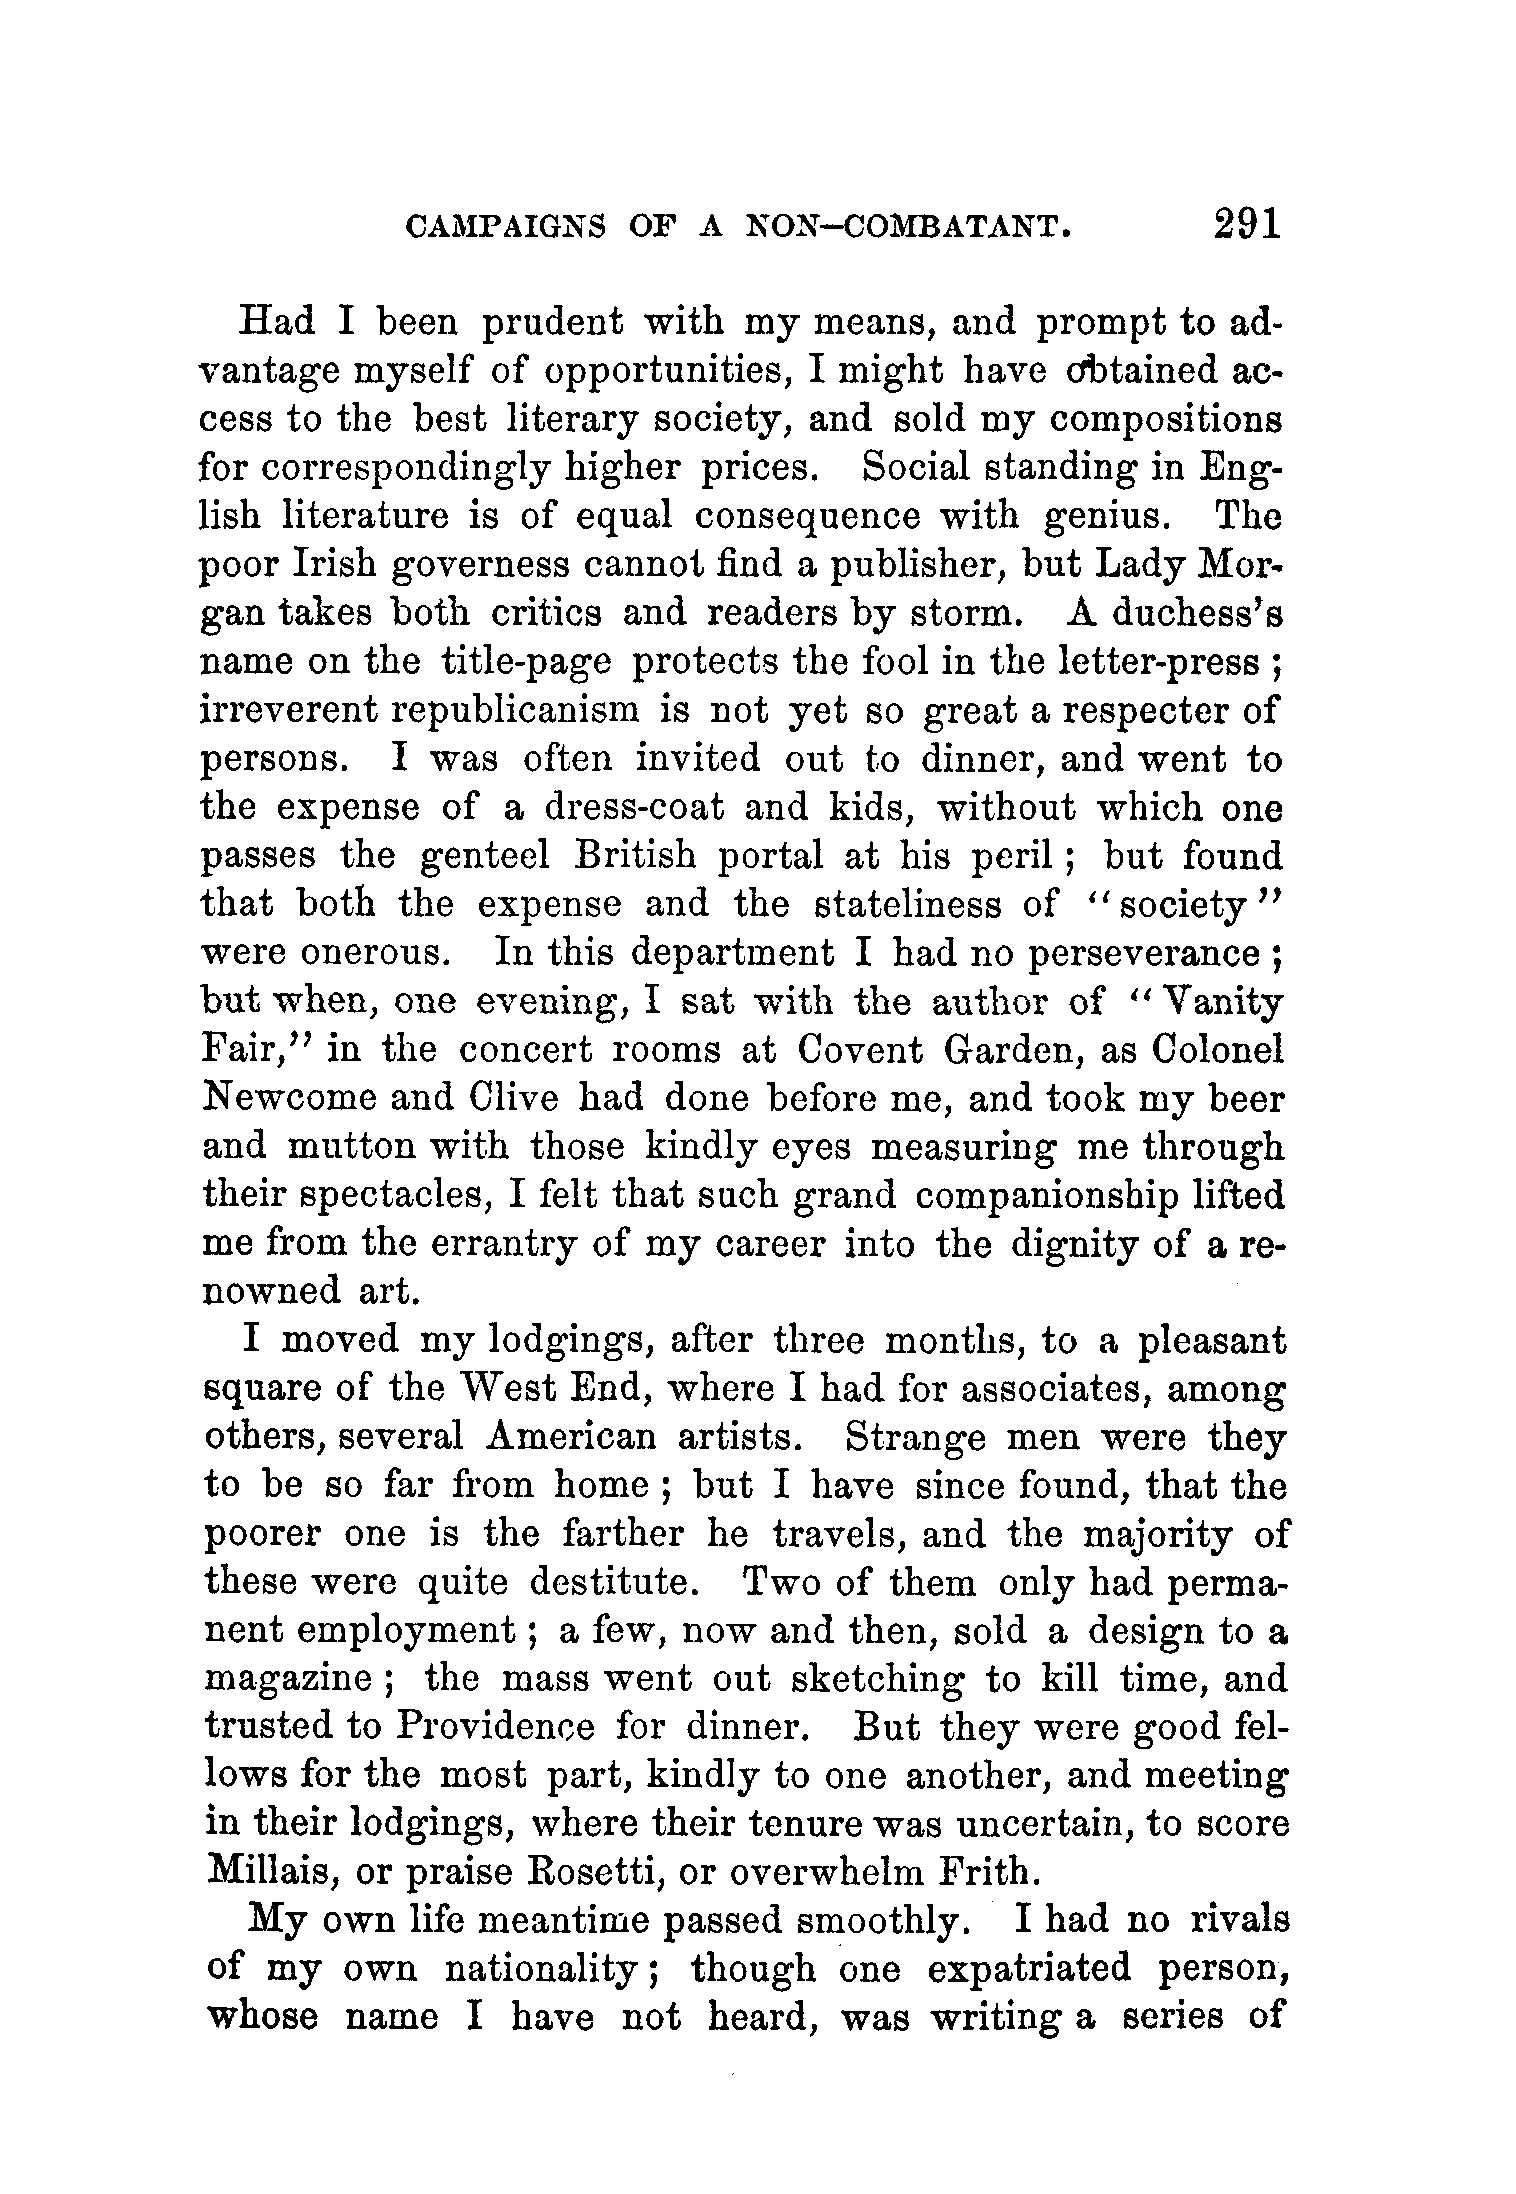 CAMPAIGNS OF A NON-COMBATANT. 291
Had I been prudent with my means, and prompt to ad-
vantage myself of opportunities, I might have obtained ac-
cess to the best literary society, and sold my compositions
for correspondingly higher prices. Social standing in Eng-
lish literature is of equal consequence with genius. The
poor Irish governess cannot find a publisher, but Lady Mor-
gan takes both critics and readers by storm. A duchess's
name on the title-page protects the fool in the letter-press ;
irreverent republicanism is not yet so great a respecter of
persons. I was often invited out to dinner, and went to
the expense of a dress-coat and kids, without which one
passes the genteel British portal at his peril ; but found
that both the expense and the stateliness of "society"
were onerous. In this department I had no perseverance ;
but when, one evening, I sat with the author of "Vanity
Fair," in the concert rooms at Covent Garden, as Colonel
Newcome and Clive had done before me, and took my beer
and mutton with those kindly eyes measuring me through
their spectacles, I felt that such grand companionship lifted
me from the errantry of my career into the dignity of a re-
nowned art.
I moved my lodgings, after three months, to a pleasant
square of the West End, where I had for associates, among
others, several American artists. Strange men were they
to be so far from home ; but I have since found, that the
poorer one is the farther he travels, and the majority of
these were quite destitute. Two of them only had perma-
nent employment ; a few, now and then, sold a design to a
magazine ; the mass went out sketching to kill time, and
trusted to Providence for dinner. But they were good fel-
lows for the most part, kindly to one another, and meeting
in their lodgings, where their tenure was uncertain, to score
Millais, or praise Rosetti, or overwhelm Frith.
My own life meantime passed smoothly. I had no rivals
of my own nationality ; though one expatriated person,
whose name I have not heard, was writing a series of